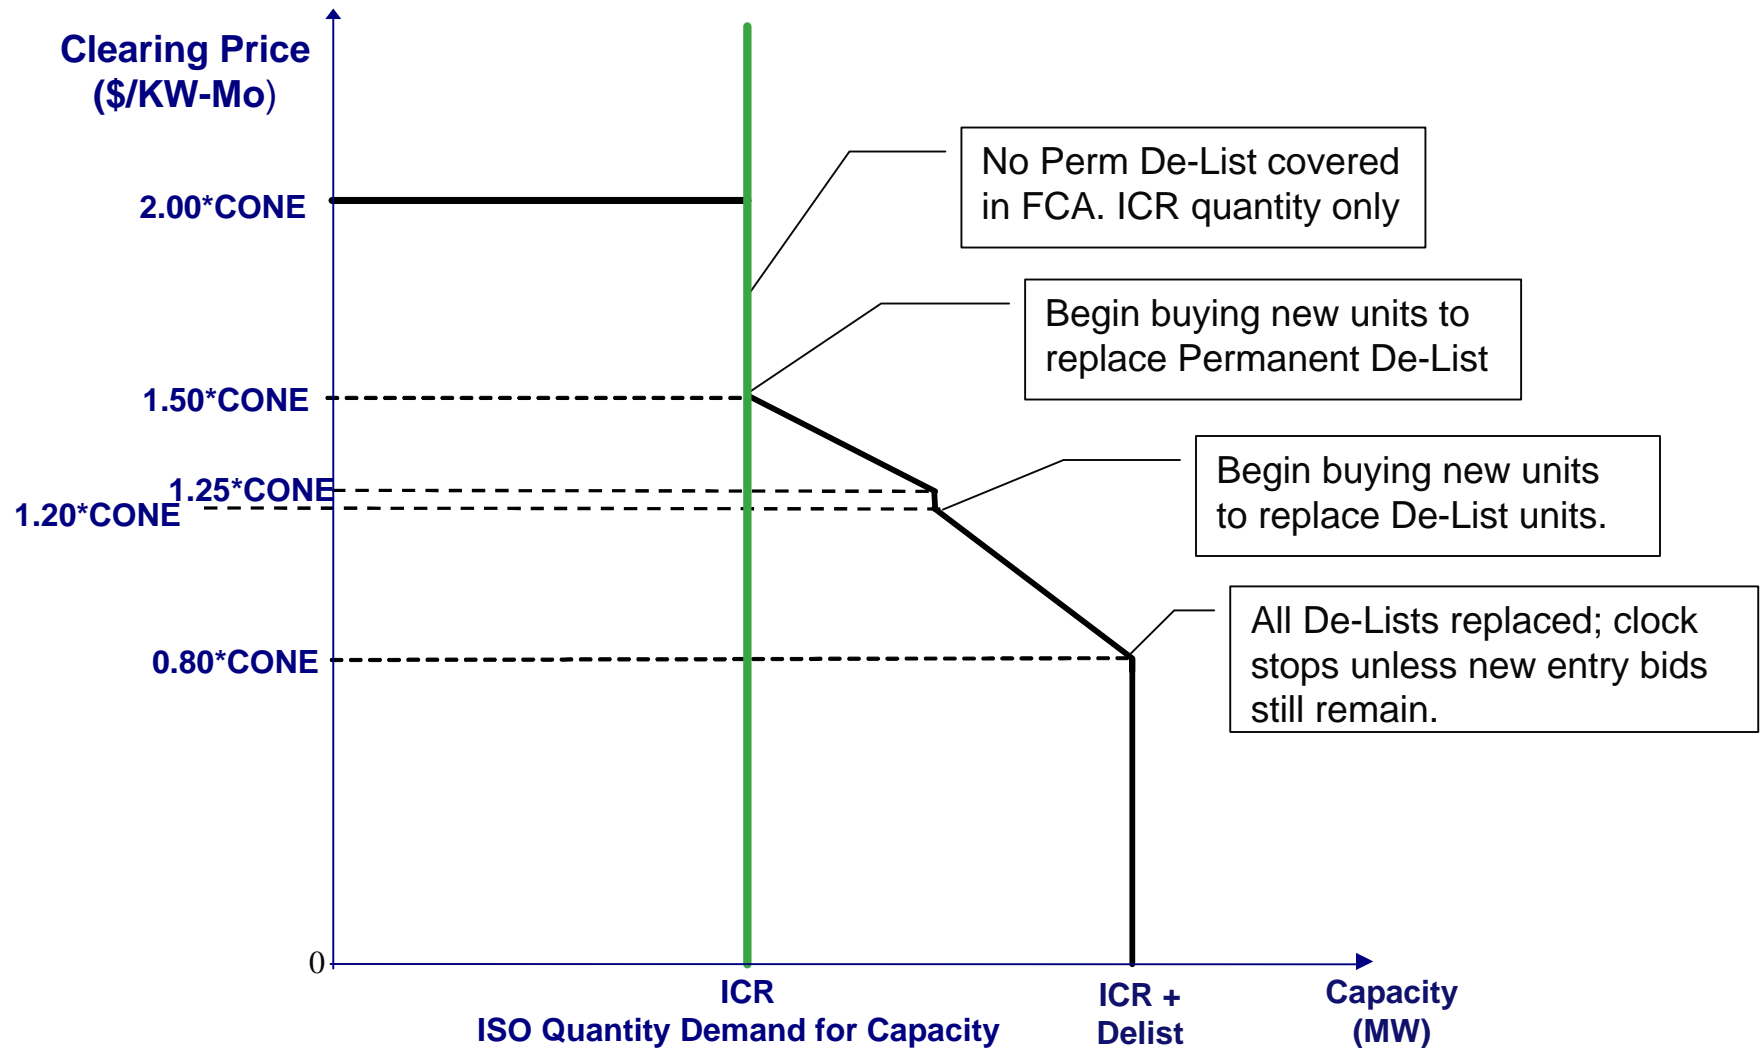 Clearing Price
($/KW-Mo)
No Perm De-List covered
in FCA. ICR quantity only
2.00*CONE
Begin buying new units to
replace Permanent De-List
1.50*CONE
Begin buying new units
to replace De-List units.
1.25*CONE
1.20*CONE
All De-Lists replaced; clock
stops unless new entry bids
still remain.
0.80*CONE
0
ICR
ISO Quantity Demand for Capacity
ICR +
Delist
Capacity
(MW)